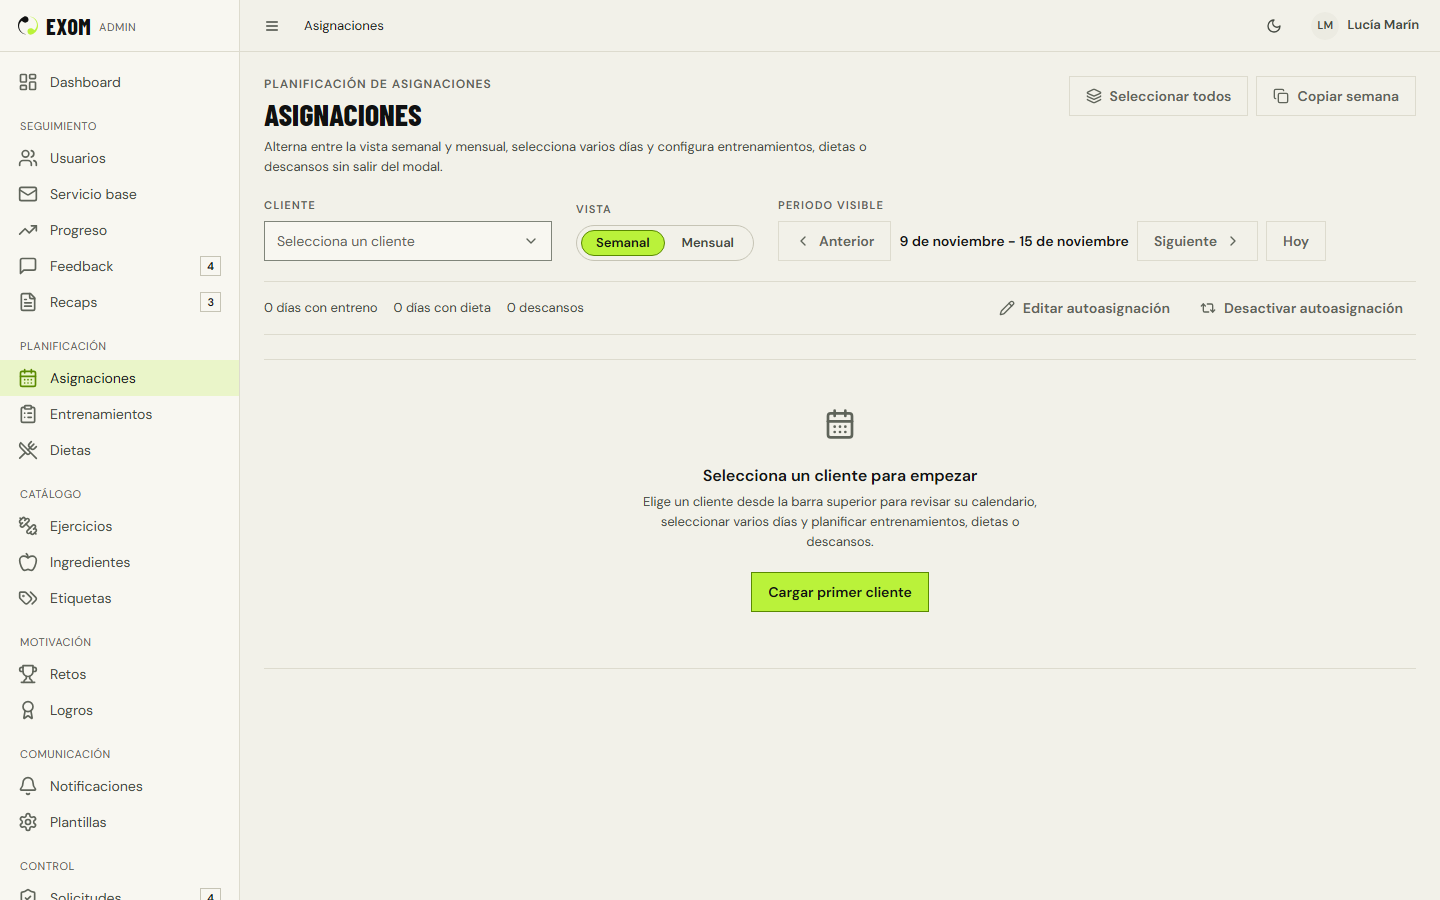 EXOM ADMIN
Asignaciones
LM Lucía Marín
Dashboard
SEGUIMIENTO
Usuarios
Servicio base
Progreso
Feedback 4
Recaps 3
PLANIFICACIÓN
Asignaciones
Entrenamientos
Dietas
CATÁLOGO
Ejercicios
Ingredientes
Etiquetas
MOTIVACIÓN
Retos
Logros
COMUNICACIÓN
Notificaciones
Plantillas
CONTROL
Solicitudes 4
PLANIFICACIÓN DE ASIGNACIONES
ASIGNACIONES
Alterna entre la vista semanal y mensual, selecciona varios días y configura entrenamientos, dietas o
descansos sin salir del modal.
Seleccionar todos
Copiar semana
CLIENTE
Selecciona un cliente
VISTA
Semanal Mensual
PERIODO VISIBLE
Anterior 9 de noviembre – 15 de noviembre Siguiente Hoy
0 días con entreno 0 días con dieta 0 descansos
Editar autoasignación Desactivar autoasignación
Selecciona un cliente para empezar
Elige un cliente desde la barra superior para revisar su calendario,
seleccionar varios días y planificar entrenamientos, dietas o
descansos.
Cargar primer cliente